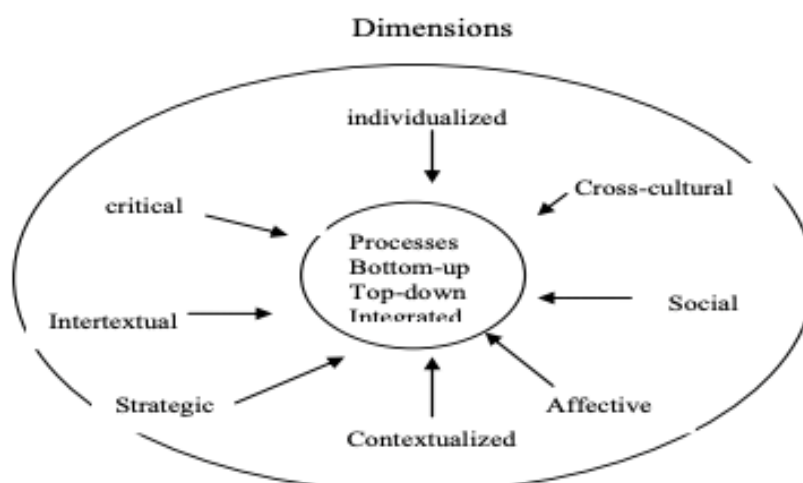 Dimensions
individualized
Cross-cultural
critical
Processes
Bottom-up
Top-down
Integrated
Social
Intertextual
Strategic
Affective
Contextualized